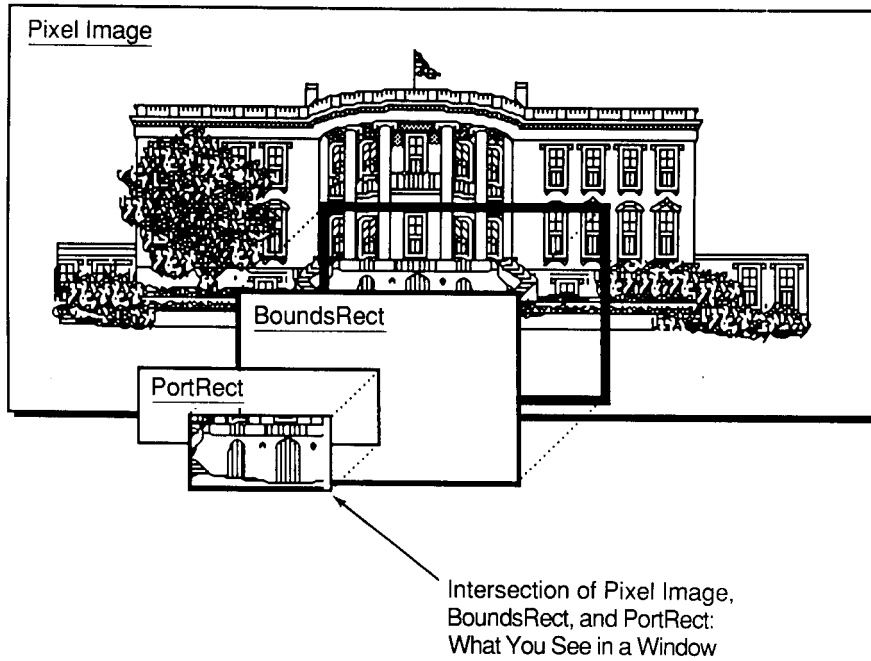 Pixel Image
BoundsRect
PortRect
Intersection of Pixel Image,
BoundsRect, and PortRect:
What You See in a Window